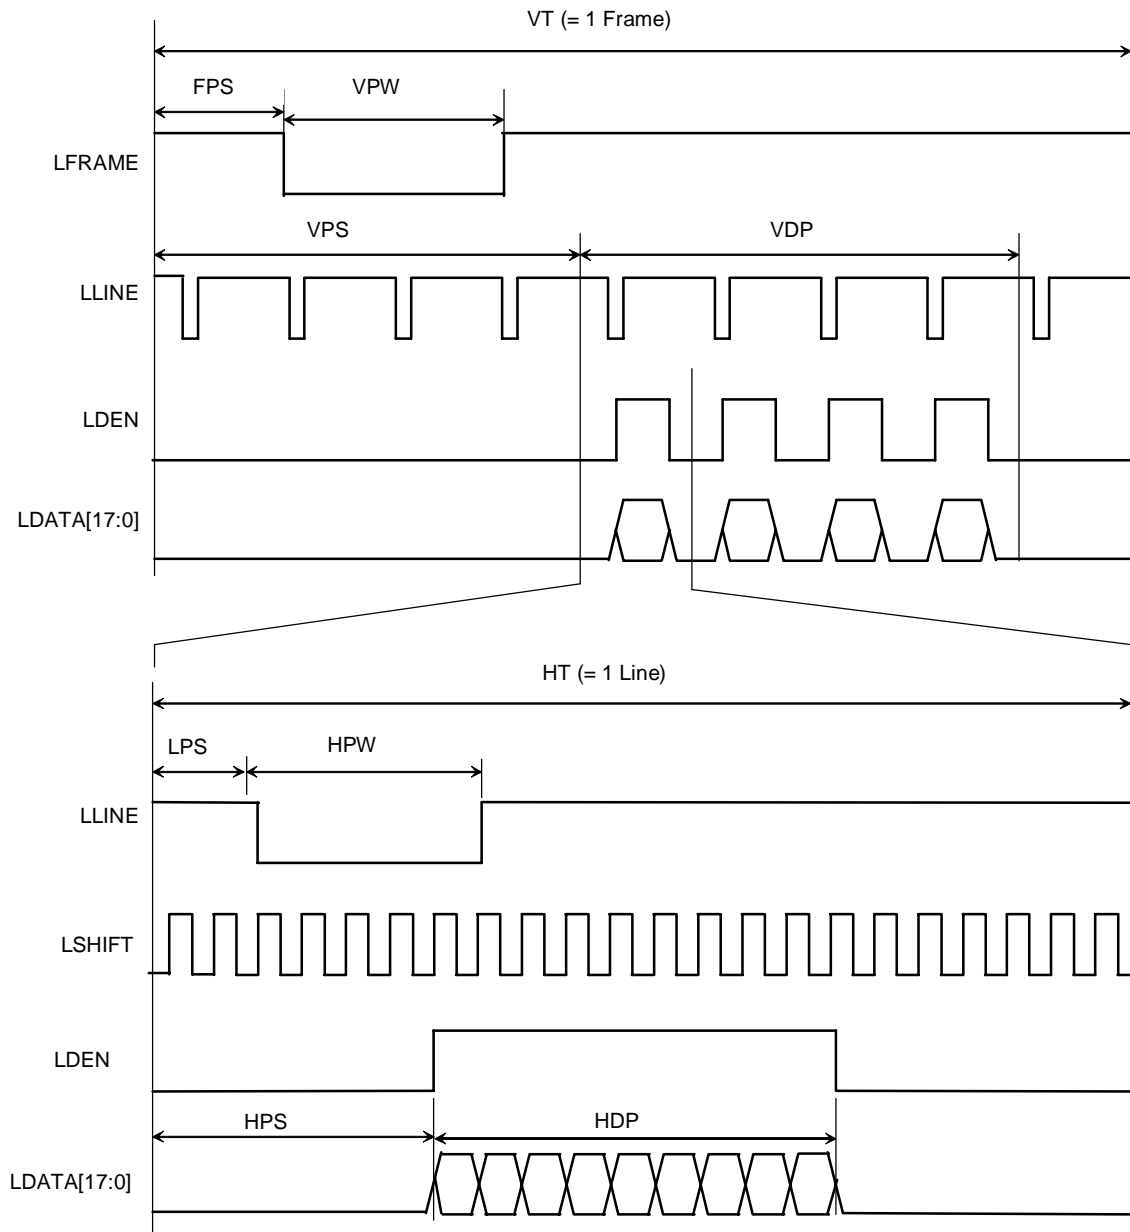 VT (= 1 Frame)
FPS
VPW
LFRAME
VPS
VDP
LLINE
LDEN
LDATA[17:0]
HT (= 1 Line)
LPS
HPW
LLINE
LSHIFT
LDEN
HPS
HDP
LDATA[17:0]